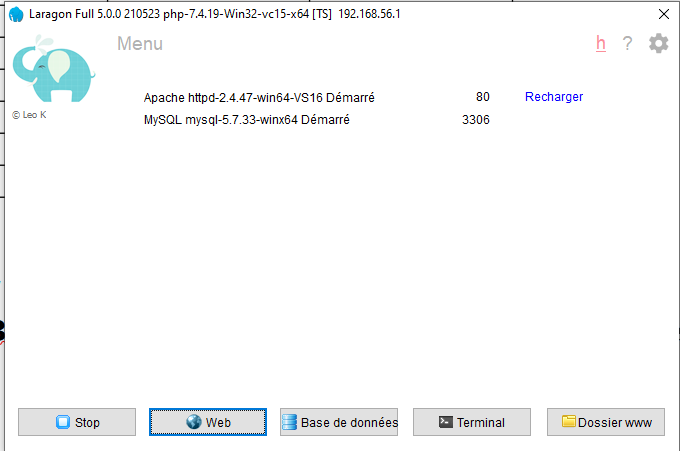 Laragon Full 5.0.0 210523 php-7.4.19-Win32-vc15-x64 [TS] 192.168.56.1
Menu
h ?
© Leo K
Apache httpd-2.4.47-win64-VS16 Démarré 80 Recharger
MySQL mysql-5.7.33-winx64 Démarré 3306
Stop Web Base de données Terminal Dossier www